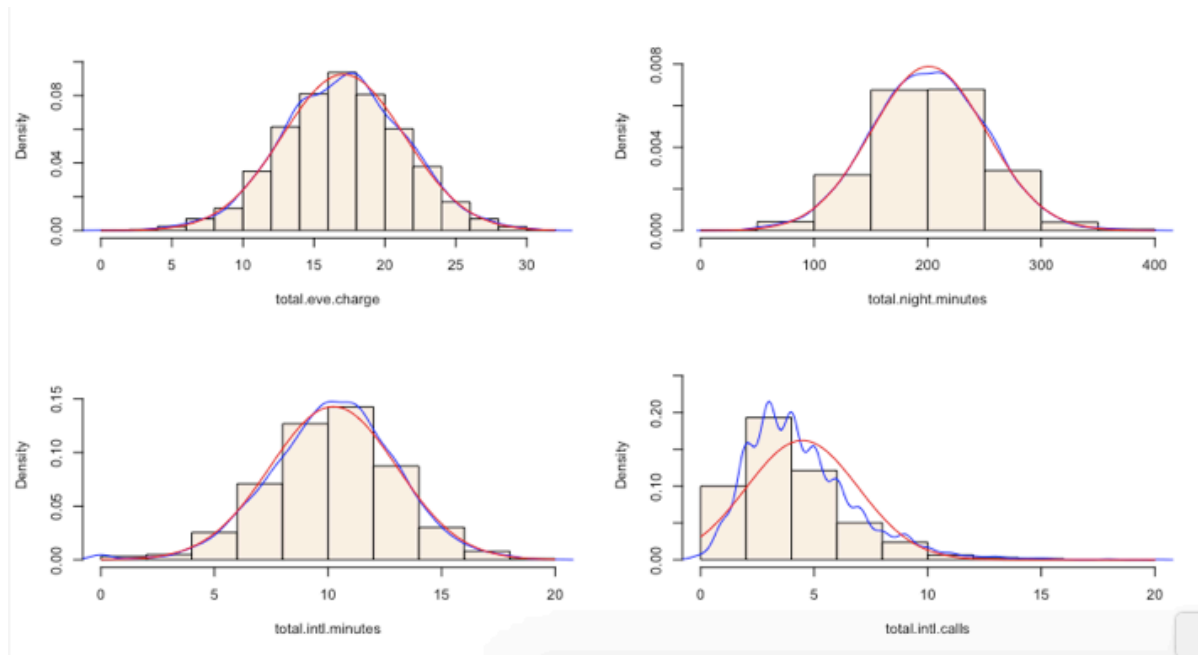 Density
0.00 0.04 0.08
0 5 10 15 20 25 30
total.eve.charge
Density
0.000 0.004 0.008
0 100 200 300 400
total.night.minutes
Density
0.00 0.05 0.10 0.15
0 5 10 15 20
total.intl.minutes
Density
0.00 0.10 0.20
0 5 10 15 20
total.intl.calls